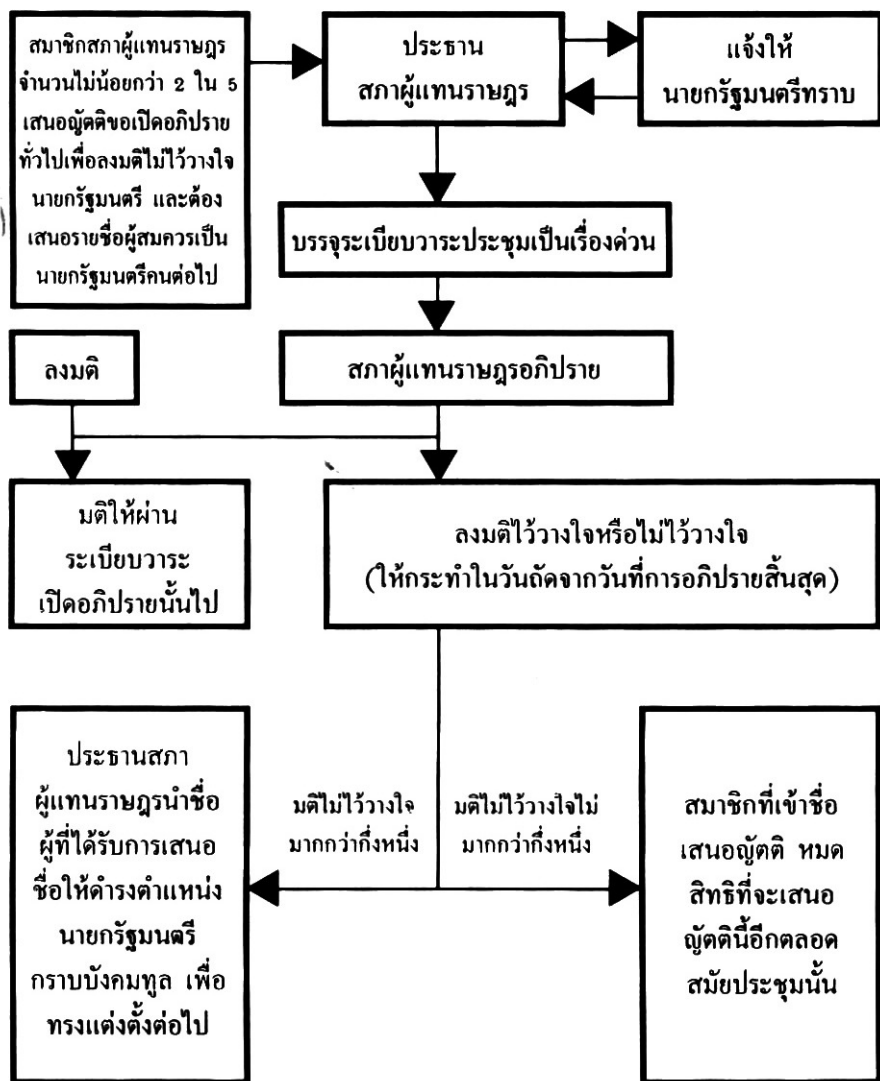 สมาชิกสภาผู้แทนราษฎร
จำนวนไม่น้อยกว่า 2 ใน 5
เสนอญัตติขอเปิดอภิปราย
ทั่วไปเพื่อลงมติไม่ไว้วางใจ
นายกรัฐมนตรี และต้อง
เสนอรายชื่อผู้สมควรเป็น
นายกรัฐมนตรีคนต่อไป
ประธาน
สภาผู้แทนราษฎร
แจ้งให้
นายกรัฐมนตรีทราบ
บรรจุระเบียบวาระประชุมเป็นเรื่องด่วน
ลงมติ
สภาผู้แทนราษฎรอภิปราย
มติให้ผ่าน
ระเบียบวาระ
เปิดอภิปรายนั้นไป
ลงมติไว้วางใจหรือไม่ไว้วางใจ
(ให้กระทำในวันถัดจากวันที่การอภิปรายสิ้นสุด)
ประธานสภา
ผู้แทนราษฎรนำชื่อ
ผู้ที่ได้รับการเสนอ
ชื่อให้ดำรงตำแหน่ง
นายกรัฐมนตรี
กราบบังคมทูล เพื่อ
ทรงแต่งตั้งต่อไป
มติไม่ไว้วางใจ
มากกว่ากึ่งหนึ่ง
มติไม่ไว้วางใจไม่
มากกว่ากึ่งหนึ่ง
สมาชิกที่เข้าชื่อ
เสนอญัตติ หมด
สิทธิที่จะเสนอ
ญัตตินี้อีกตลอด
สมัยประชุมนั้น